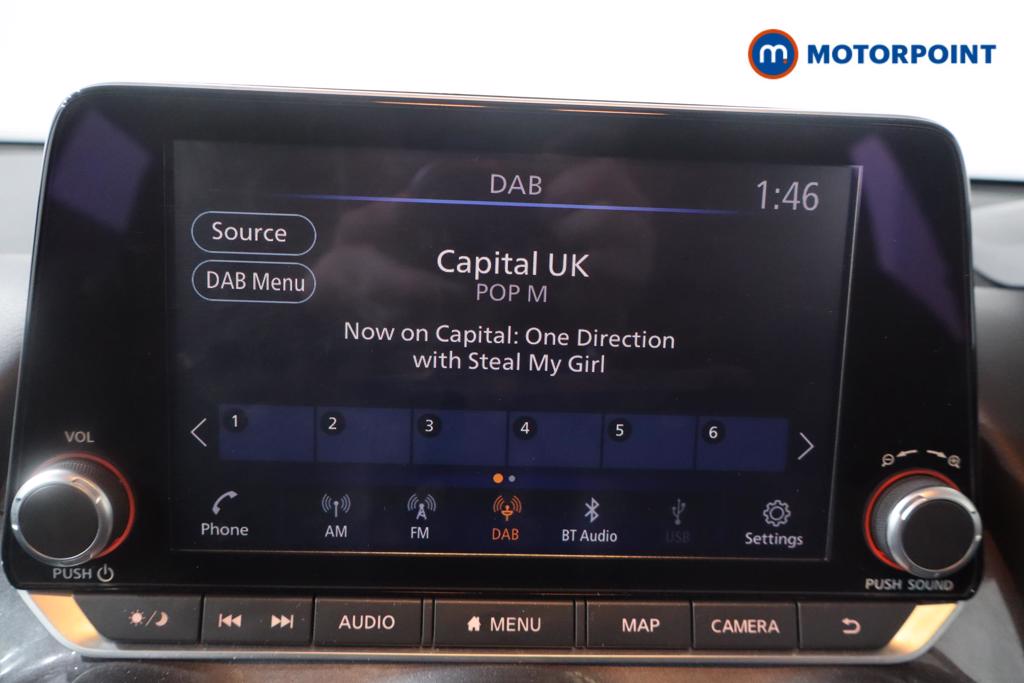 m MOTORPOINT
DAB
1:46
Source
DAB Menu
Capital UK
POP M
Now on Capital: One Direction
with Steal My Girl
1 2 3 4 5 6
VOL
Phone AM FM DAB BT Audio USB Settings
PUSH
PUSH SOUND
AUDIO MENU MAP CAMERA